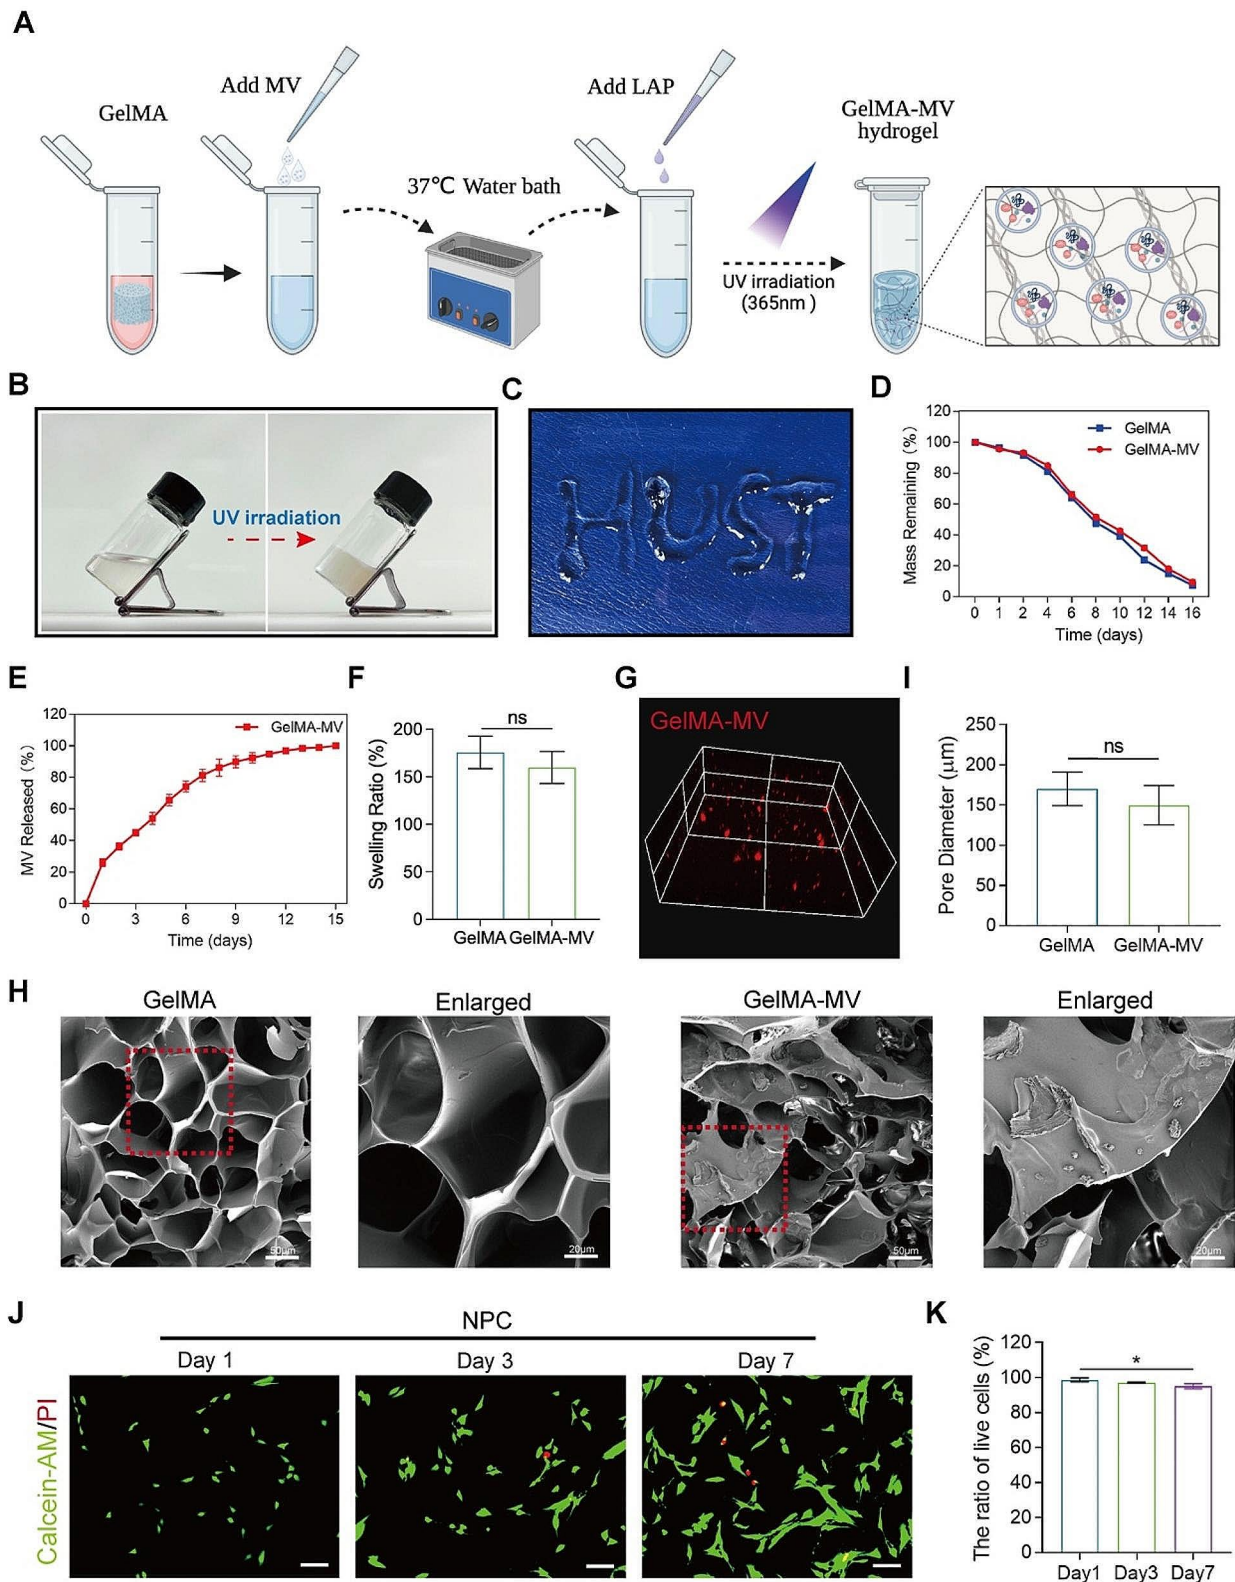 A
GelMA
Add MV
37℃ Water bath
Add LAP
UV irradiation
(365nm )
GelMA-MV
hydrogel
B
UV irradiation
C
HUST
D
Mass Remaining (%)
120
100
80
60
40
20
0
GelMA
GelMA-MV
0 1 2 4 6 8 10 12 14 16
Time (days)
E
MV Released (%)
120
100
80
60
40
20
0
GelMA-MV
0 3 6 9 12 15
Time (days)
F
Swelling Ratio (%)
200
150
100
50
0
ns
GelMA GelMA-MV
G
GelMA-MV
I
Pore Diameter (μm)
250
200
150
100
50
0
ns
GelMA GelMA-MV
H
GelMA
50μm
Enlarged
20μm
GelMA-MV
50μm
Enlarged
20μm
J
NPC
Day 1
Day 3
Day 7
Calcein-AM/PI
K
The ratio of live cells (%)
120
100
80
60
40
20
0
*
Day1 Day3 Day7